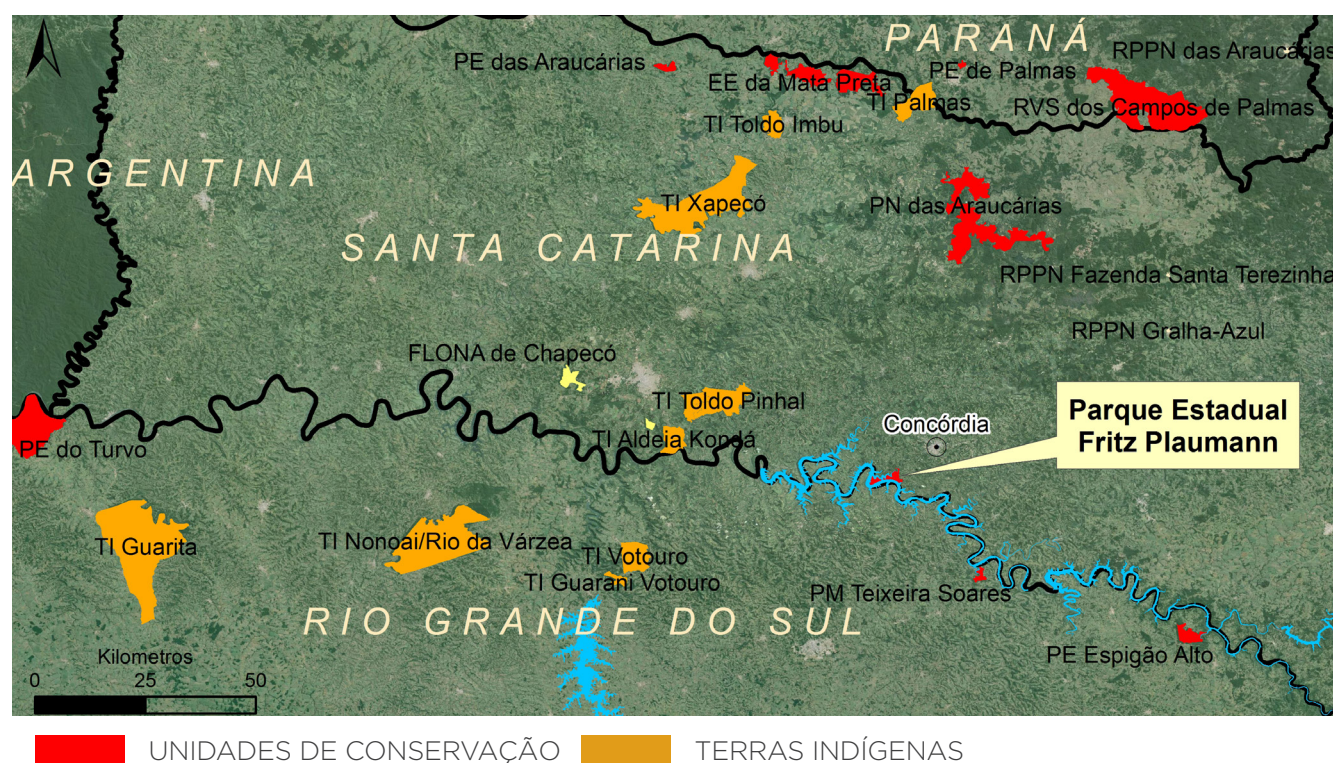 PARANÁ
RPPN das Araucárias
PE das Araucárias
PE de Palmas
EE da Mata Preta
TI Palmas
RVS dos Campos de Palmas
TI Toldo Imbu
ARGENTINA
TI Xapecó
PN das Araucárias
SANTA CATARINA
RPPN Fazenda Santa Terezinha
RPPN Gralha-Azul
FLONA de Chapecó
TI Toldo Pinhal
Parque Estadual
Fritz Plaumann
Concórdia
TI Aldeia Kondá
PE do Turvo
TI Guarita
TI Nonoai/Rio da Várzea
TI Votouro
TI Guarani Votouro
PM Teixeira Soares
RIO GRANDE DO SUL
PE Espigão Alto
Kilometros
0 25 50
UNIDADES DE CONSERVAÇÃO TERRAS INDÍGENAS